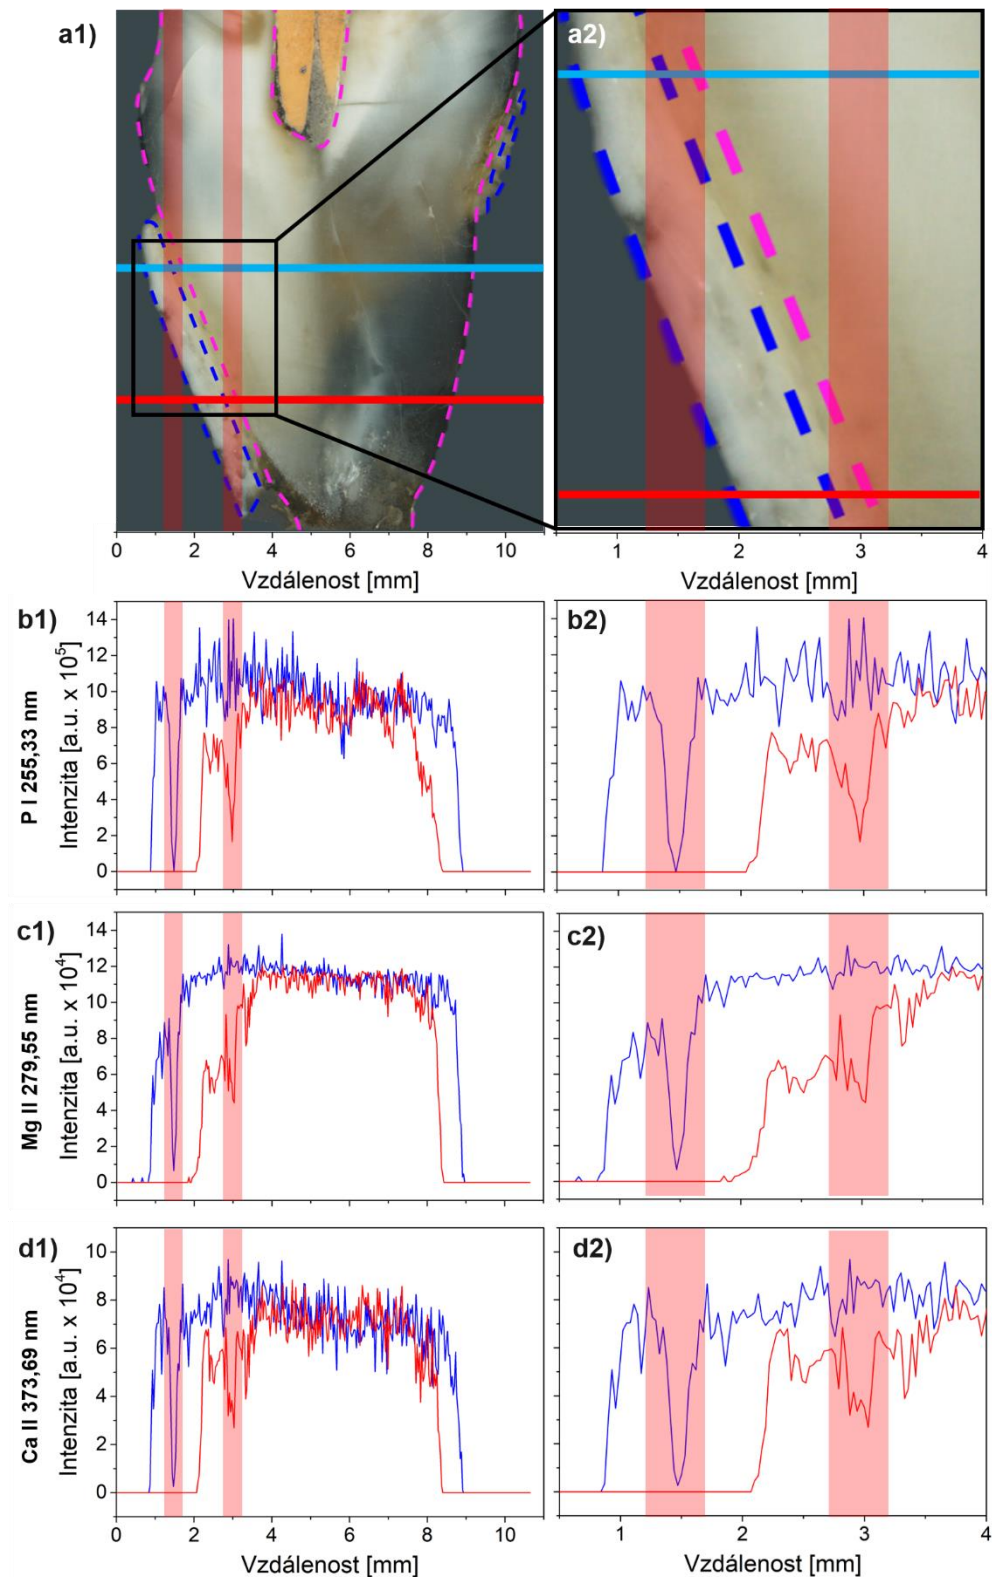 a1)
a2)
0 2 4 6 8 10
Vzdálenost [mm]
1 2 3 4
Vzdálenost [mm]
b1)
P I 255,33 nm
Intenzita [a.u. x 10⁵]
14
12
10
8
6
4
2
0
b2)
c1)
Mg II 279,55 nm
Intenzita [a.u. x 10⁴]
14
12
10
8
6
4
2
0
c2)
d1)
Ca II 373,69 nm
Intenzita [a.u. x 10⁴]
10
8
6
4
2
0
0 2 4 6 8 10
Vzdálenost [mm]
d2)
1 2 3 4
Vzdálenost [mm]